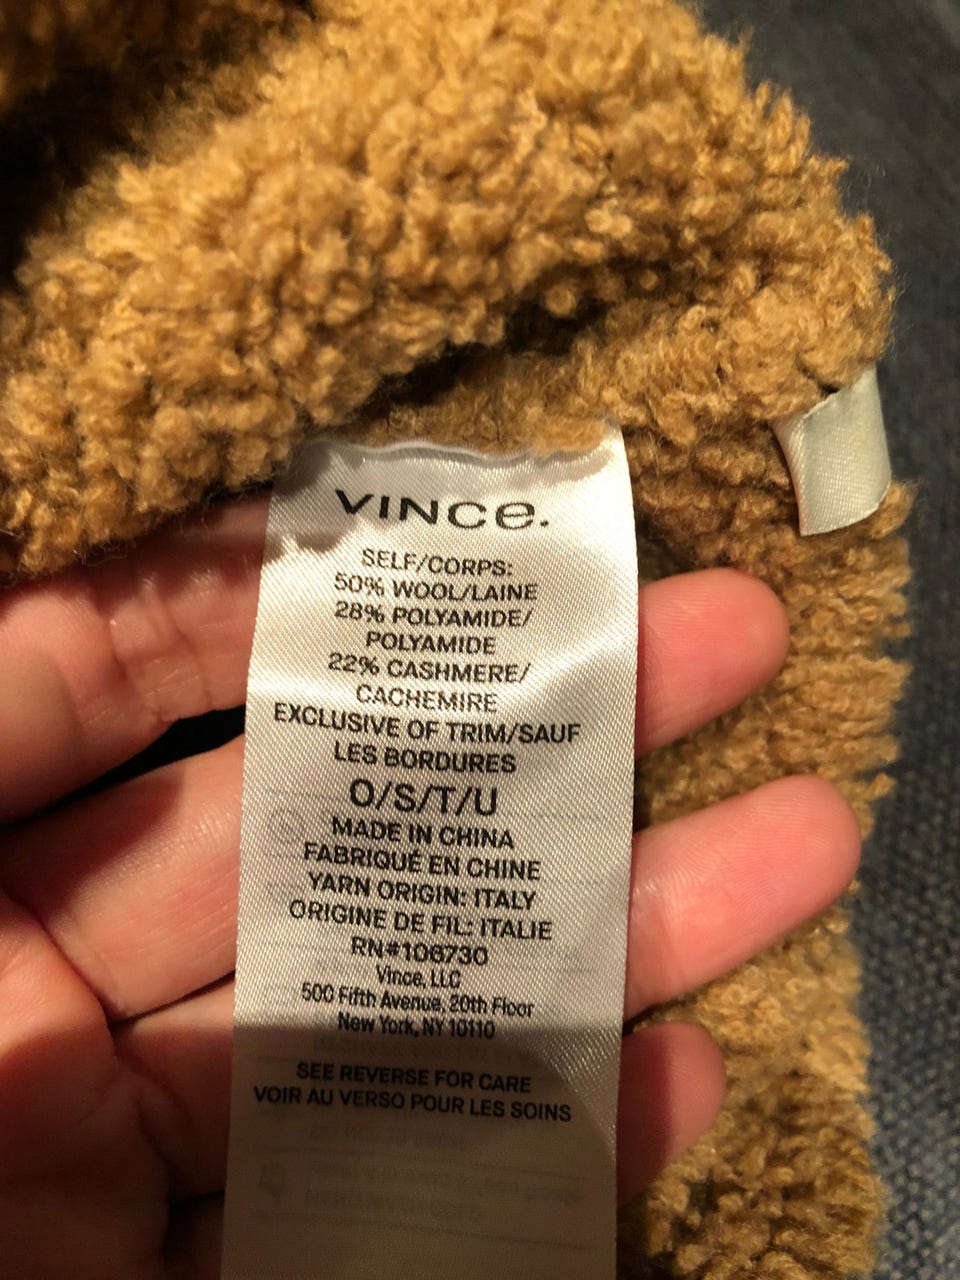 VINCe.
SELF/CORPS:
50% WOOL/LAINE
28% POLYAMIDE/
POLYAMIDE
22% CASHMERE/
CACHEMIRE
EXCLUSIVE OF TRIM/SAUF
LES BORDURES
O/S/T/U
MADE IN CHINA
FABRIQUÉ EN CHINE
YARN ORIGIN: ITALY
ORIGINE DE FIL: ITALIE
RN#106730
Vince, LLC
500 Fifth Avenue, 20th Floor
New York, NY 10110
SEE REVERSE FOR CARE
VOIR AU VERSO POUR LES SOINS